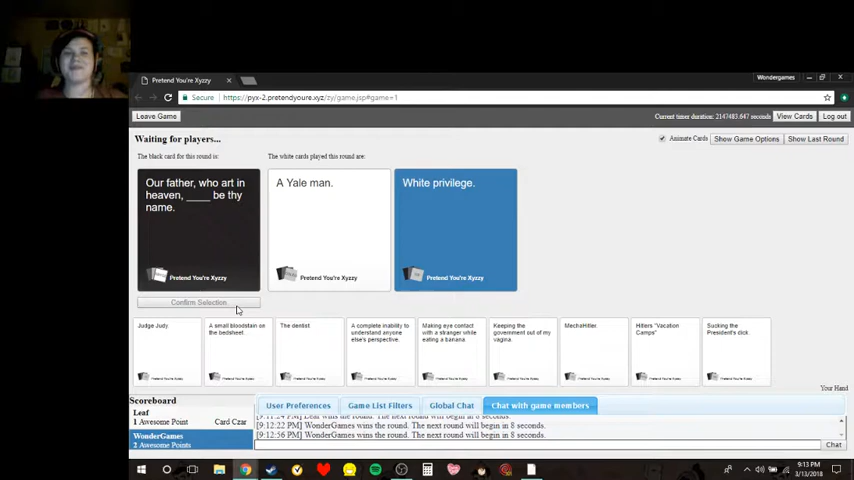 Wondergames
Pretend You're Xyzzy
Secure https://pyx-2.pretendyoure.xyz/zy/game.jsp#game=1
Leave Game
Current timer duration: 2147483.647 seconds
View Cards
Log out
Waiting for players...
Animate Cards
Show Game Options
Show Last Round
The black card for this round is:
The white cards played this round are:
Our father, who art in
heaven, ____ be thy
name.
A Yale man.
White privilege.
Pretend You're Xyzzy
Pretend You're Xyzzy
Pretend You're Xyzzy
Confirm Selection
Judge Judy.
A small bloodstain on
the bedsheet.
The dentist
A complete inability to
understand anyone
else's perspective.
Making eye contact
with a stranger while
eating a banana
Keeping the
government out of my
vagina.
MechaHitler.
Hitlers "Vacation
Camps"
Sucking the
President's dick.
Your Hand
Scoreboard
User Preferences
Game List Filters
Global Chat
Chat with game members
Leaf
1 Awesome Point
Card Czar
WonderGames
2 Awesome Points
[9:12:22 PM] WonderGames wins the round. The next round will begin in 8 seconds.
[9:12:56 PM] WonderGames wins the round. The next round will begin in 8 seconds.
Chat
9:13 PM
3/13/2018